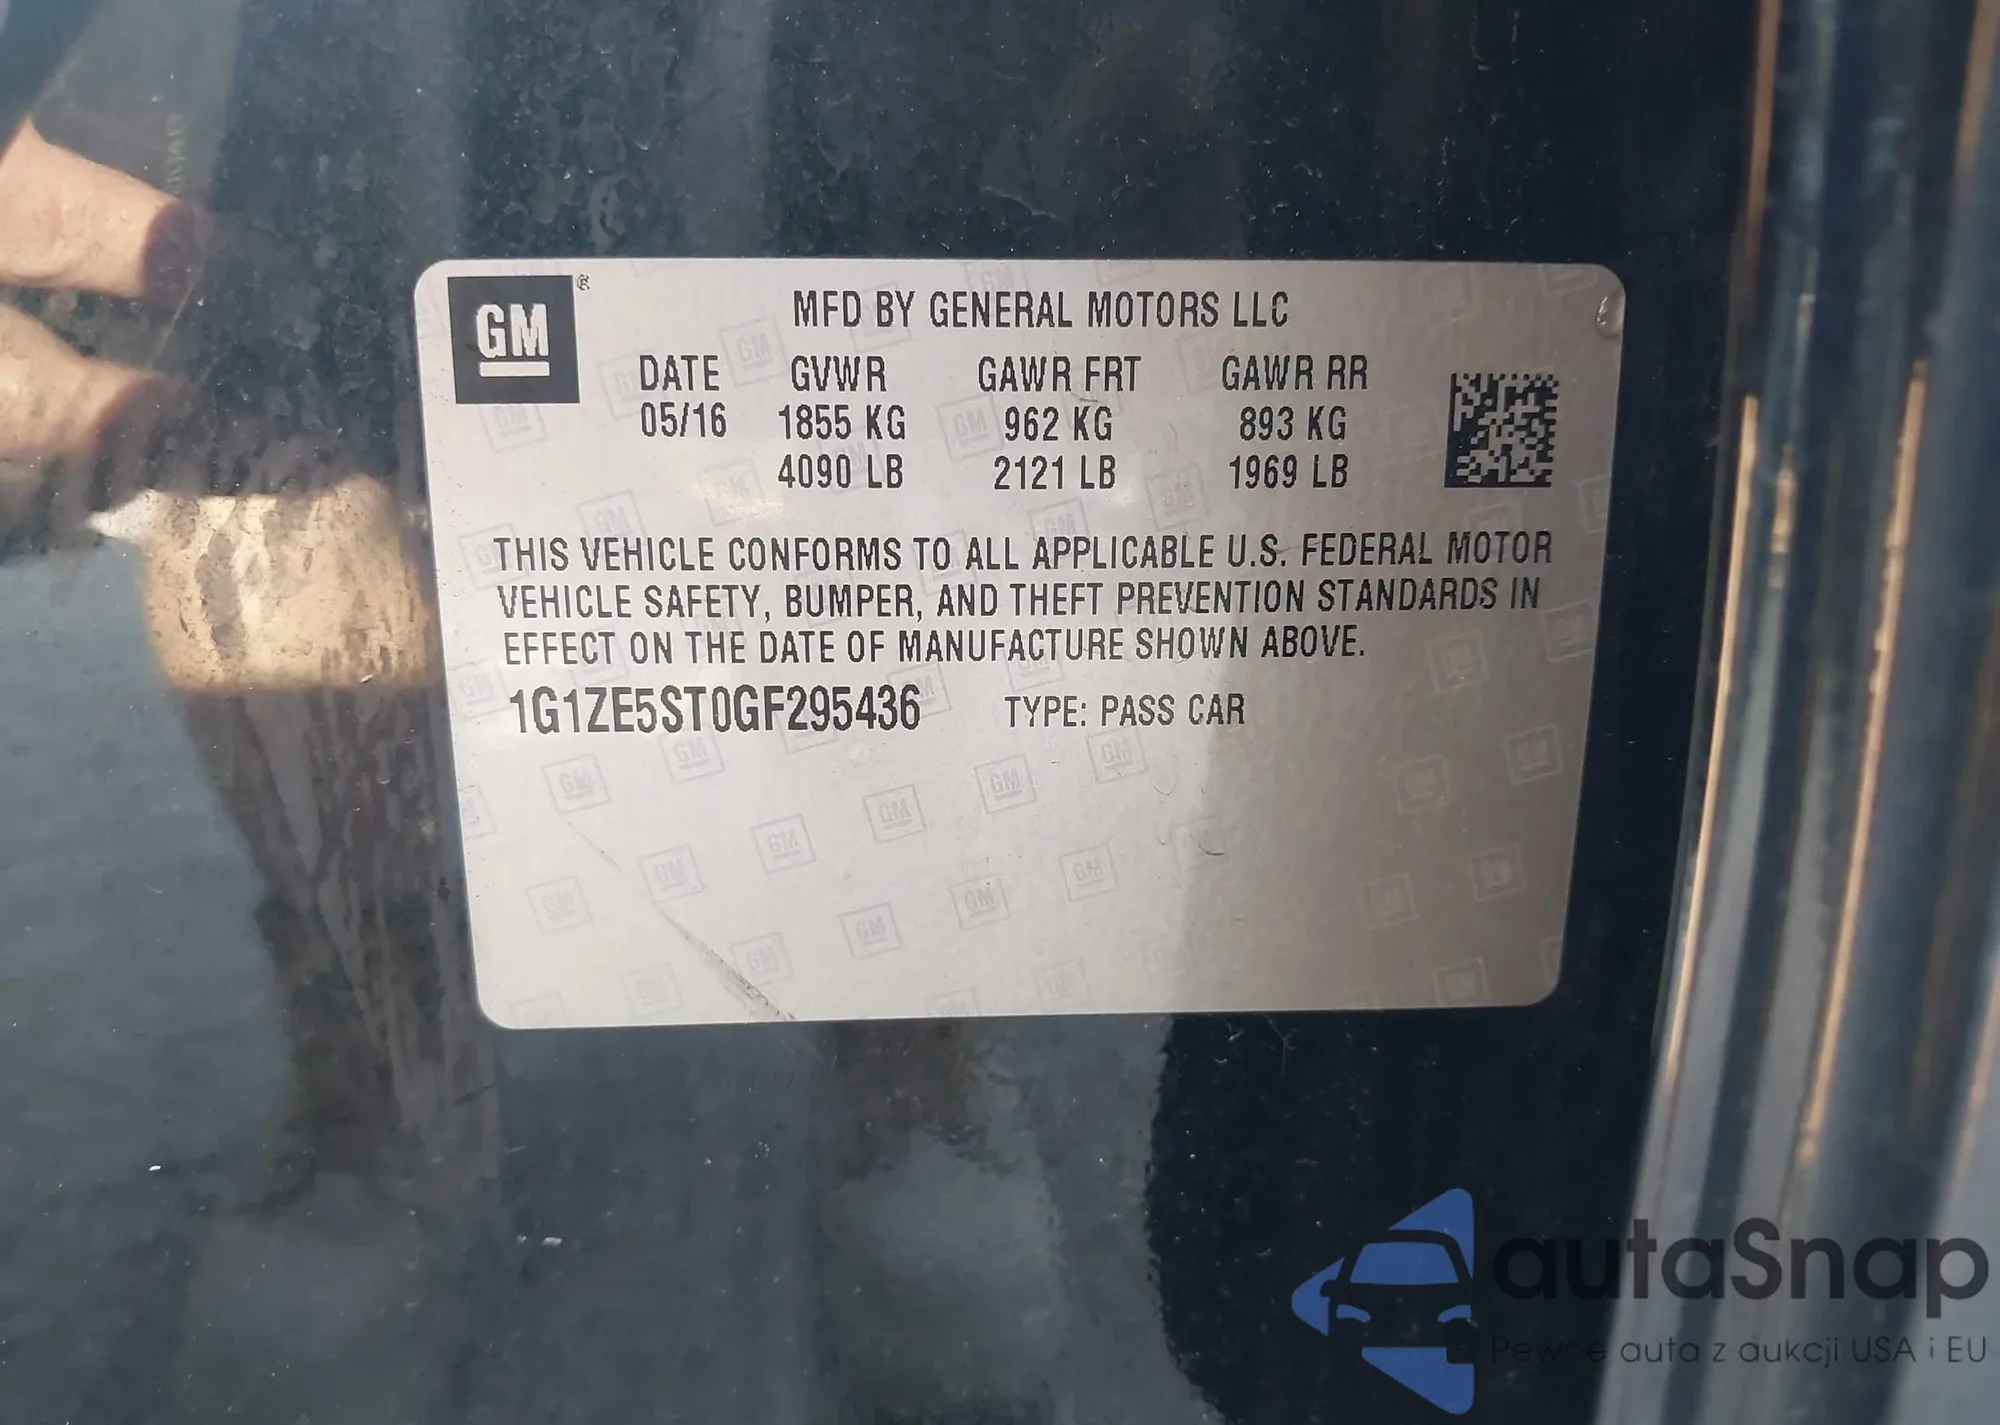 GM ®
MFD BY GENERAL MOTORS LLC
DATE GVWR GAWR FRT GAWR RR
05/16 1855 KG 962 KG 893 KG
4090 LB 2121 LB 1969 LB
THIS VEHICLE CONFORMS TO ALL APPLICABLE U.S. FEDERAL MOTOR
VEHICLE SAFETY, BUMPER, AND THEFT PREVENTION STANDARDS IN
EFFECT ON THE DATE OF MANUFACTURE SHOWN ABOVE.
1G1ZE5ST0GF295436 TYPE: PASS CAR
autaSnap
Pewne auta z aukcji USA i EU